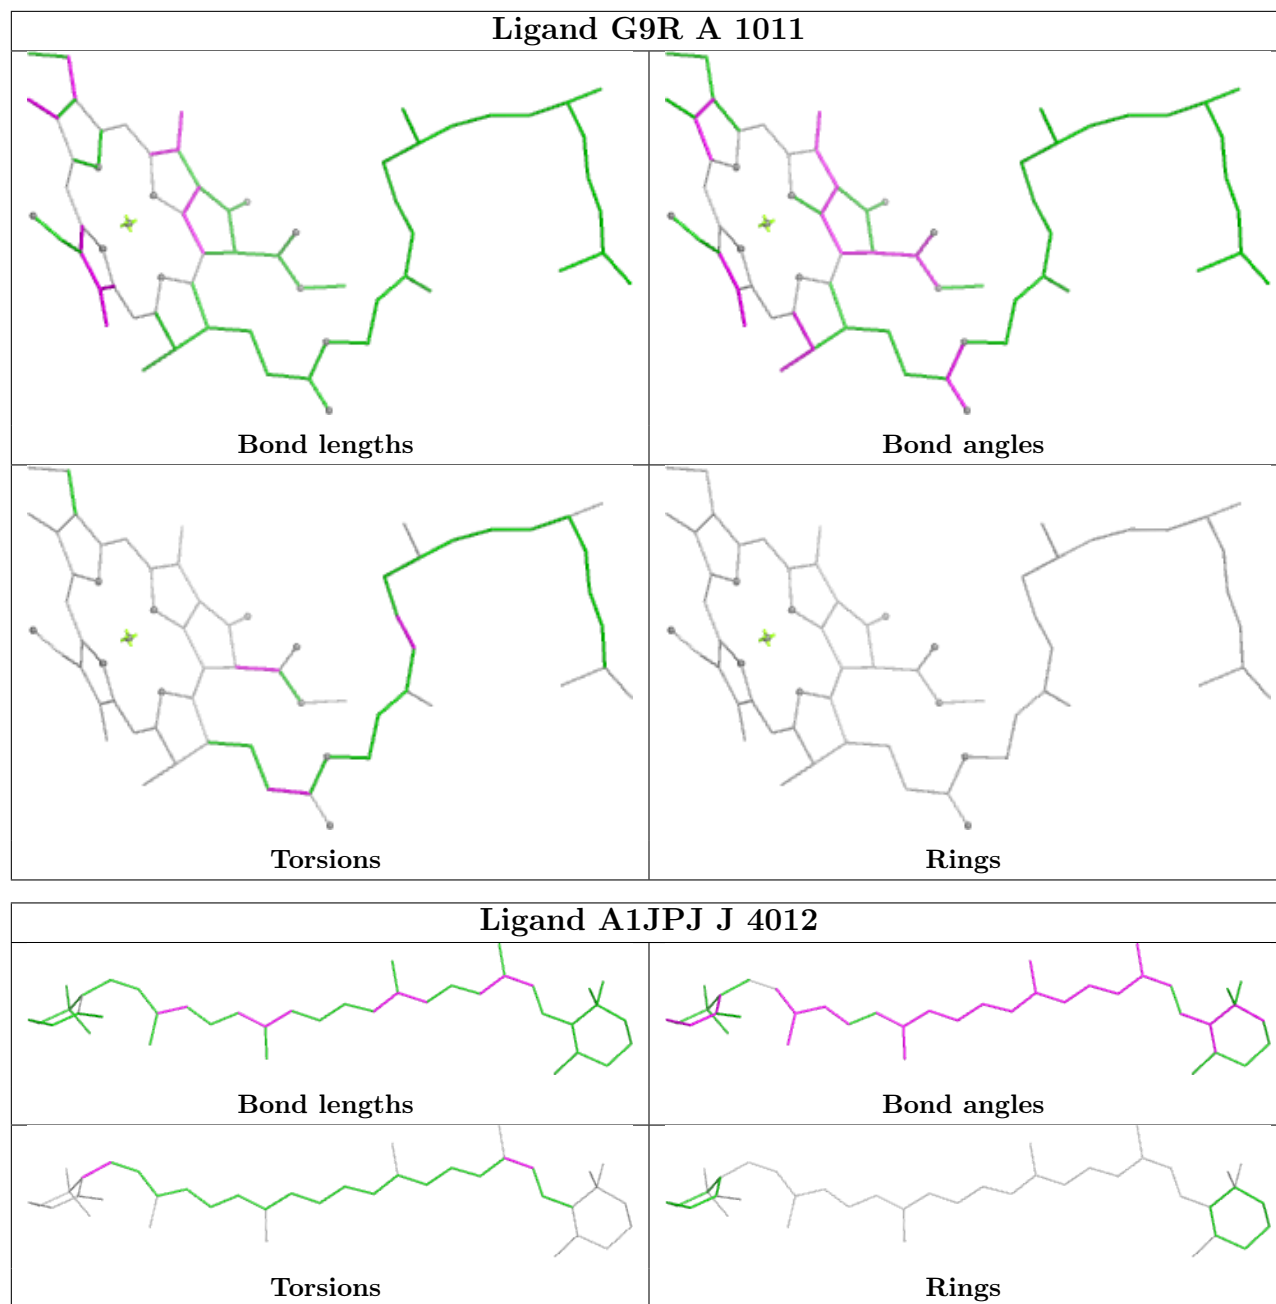 Ligand G9R A 1011
Bond lengths
Bond angles
Torsions
Rings
Ligand A1JPJ J 4012
Bond lengths
Bond angles
Torsions
Rings